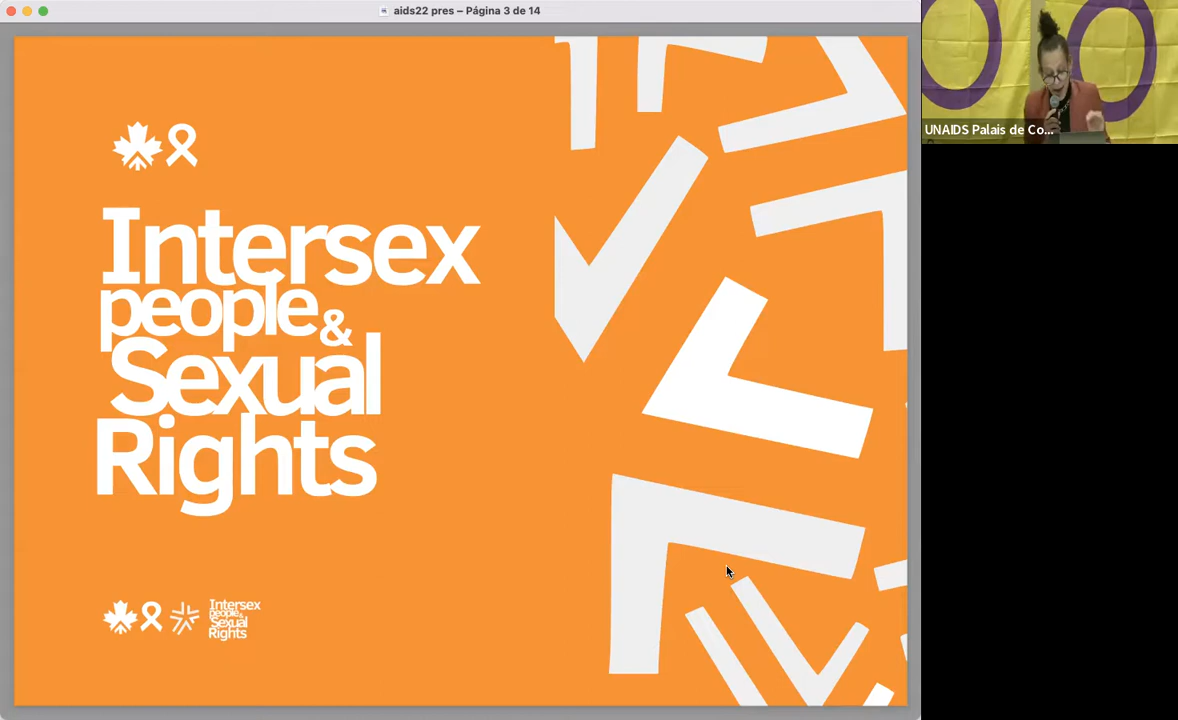 aids22 pres – Página 3 de 14
UNAIDS Palais de Co...
Intersex
people &
Sexual
Rights
Intersex
people &
Sexual
Rights